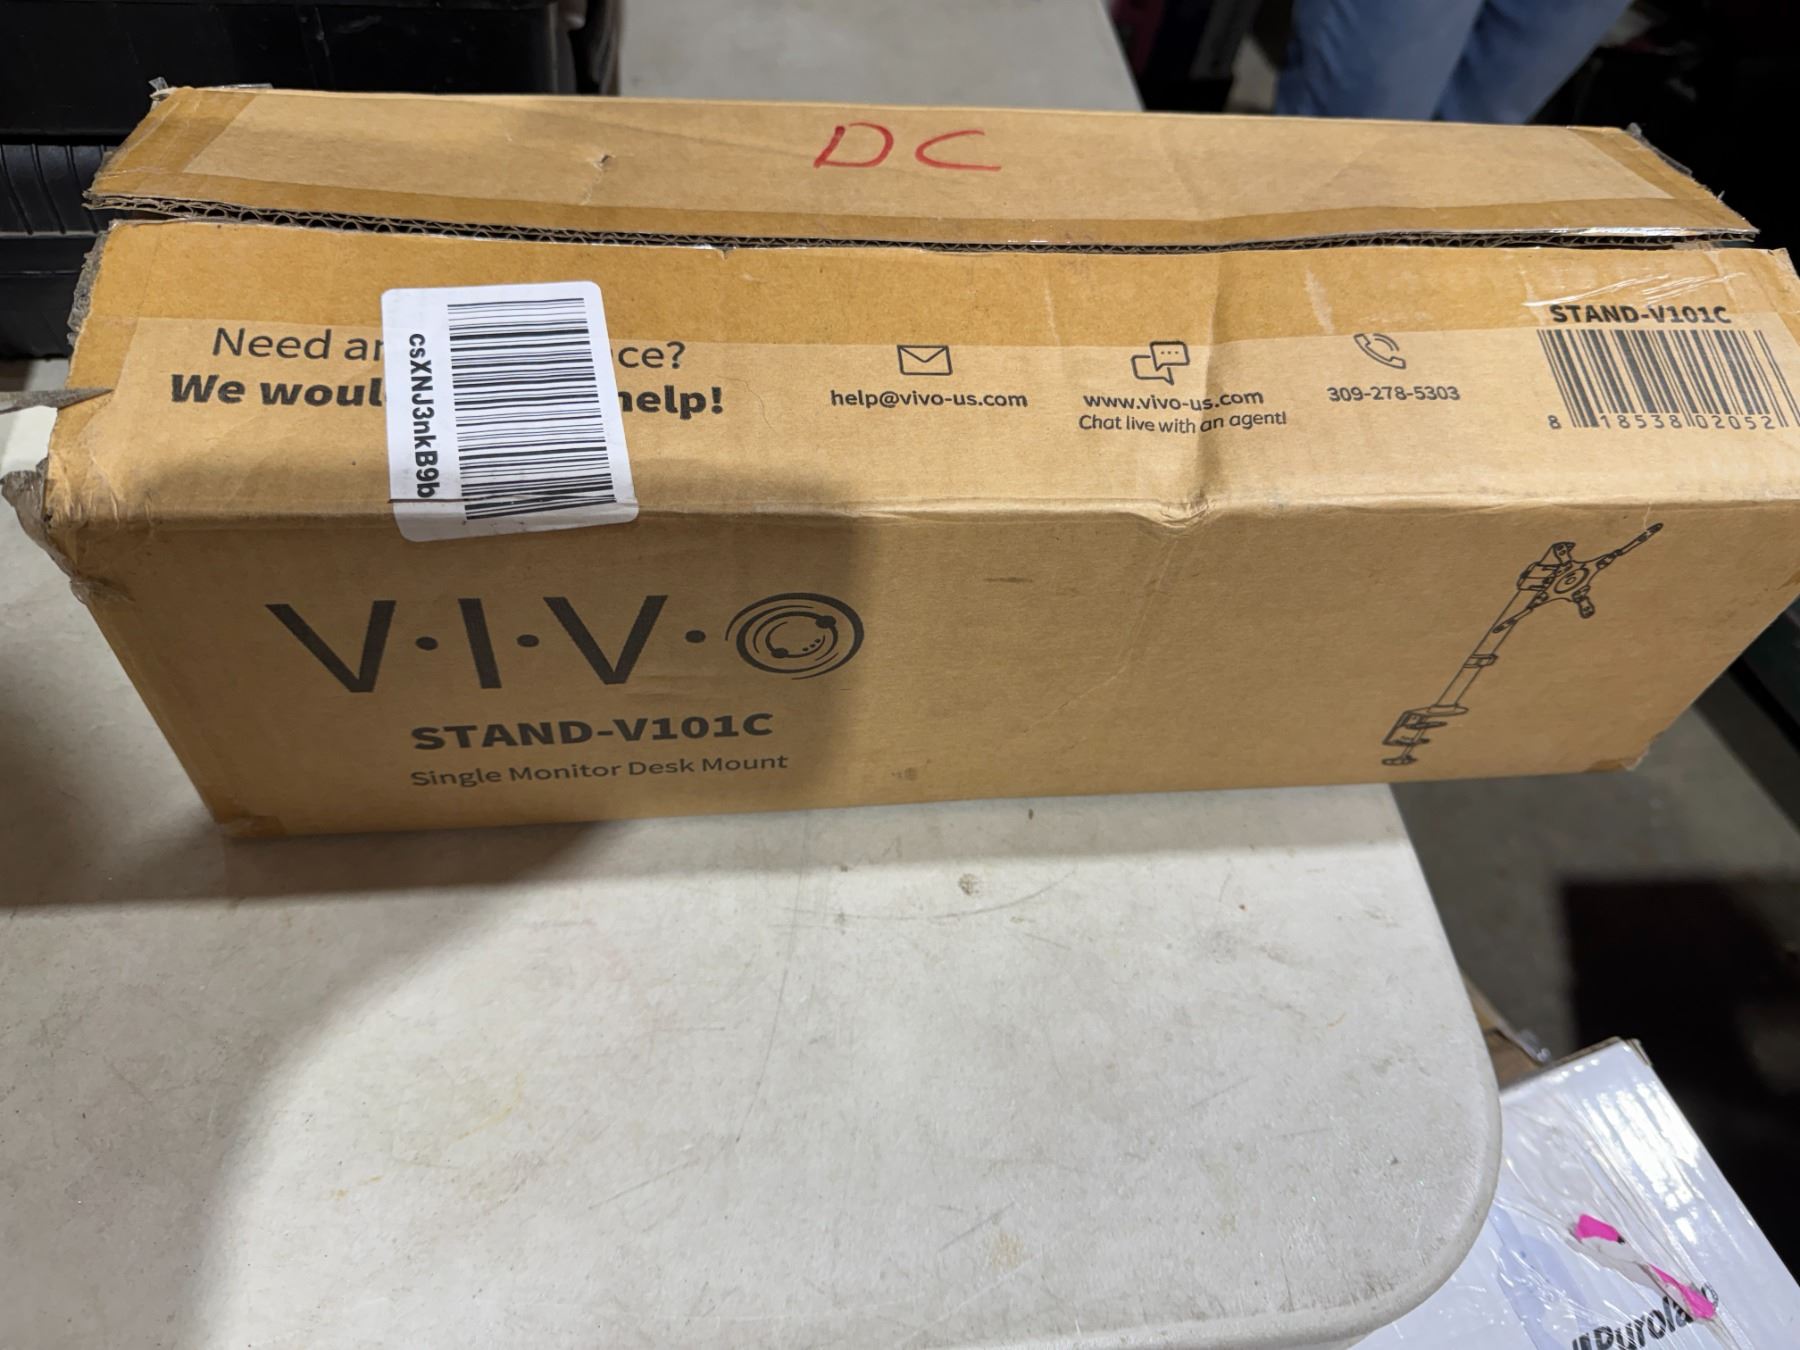 DC
Need an ce?
We woul help!
csXNJ3nkB9b
help@vivo-us.com
www.vivo-us.com
Chat live with an agent!
309-278-5303
STAND-V101C
8 18538 02052
V·I·V·O
STAND-V101C
Single Monitor Desk Mount